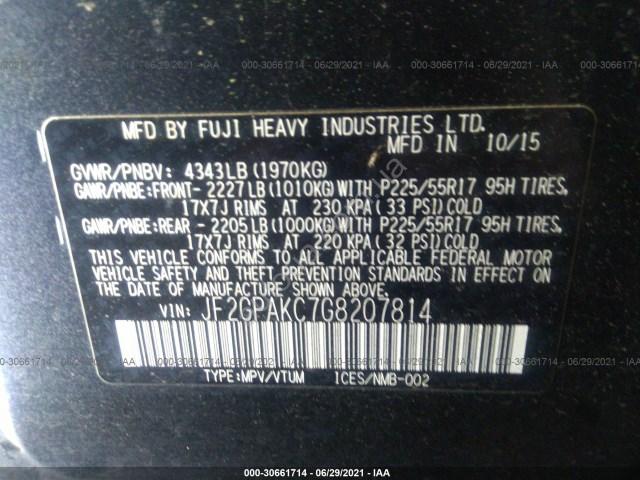 000-30661714 - 06/29/2021 - IAA
MFD BY FUJI HEAVY INDUSTRIES LTD.
MFD IN 10/15
GVWR/PNBV: 4343LB(1970KG)
GAWR/PNBE:FRONT- 2227LB(1010KG)WITH P225/55R17 95H TIRES,
17X7J RIMS AT 230 KPA(33 PSI)COLD
GAWR/PNBE:REAR - 2205LB(1000KG)WITH P225/55R17 95H TIRES,
17X7J RIMS AT 220 KPA(32 PSI)COLD
THIS VEHICLE CONFORMS TO ALL APPLICABLE FEDERAL MOTOR
VEHICLE SAFETY AND THEFT PREVENTION STANDARDS IN EFFECT ON
DATE OF MANUFACTURE SHOWN ABOVE.
VIN: JF2GPAKC7G8207814
TYPE:MPV/VTUM ICES/NMB-002
000-30661714 - 06/29/2021 - IAA